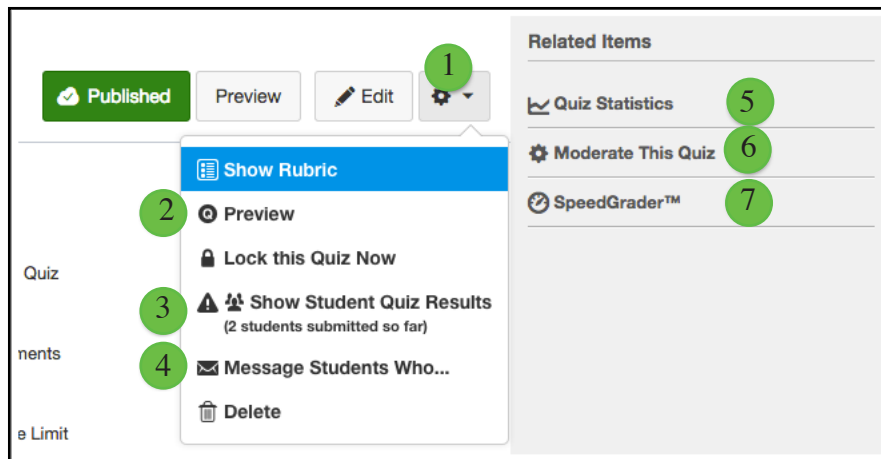 Related Items
1
Published
Preview
Edit
Quiz Statistics
5
Moderate This Quiz
6
SpeedGrader™
7
Show Rubric
2
Preview
Lock this Quiz Now
Quiz
3
Show Student Quiz Results
(2 students submitted so far)
ments
4
Message Students Who...
Delete
e Limit